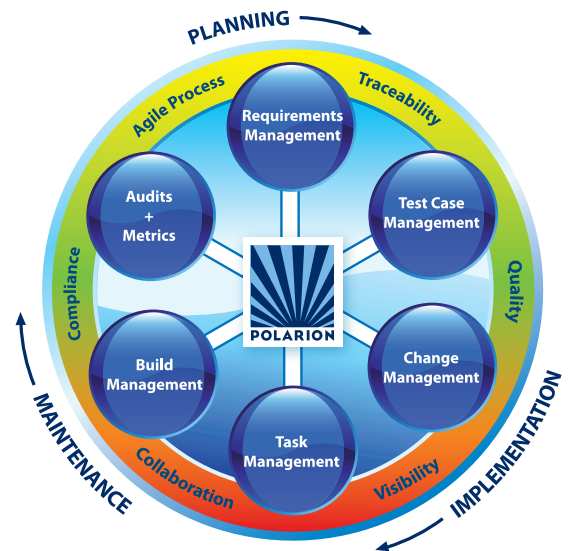 PLANNING
Agile Process
Traceability
Requirements
Management
Audits
+
Metrics
Test Case
Management
Compliance
Quality
POLARION
Build
Management
Change
Management
Task
Management
MAINTENANCE
IMPLEMENTATION
Collaboration
Visibility